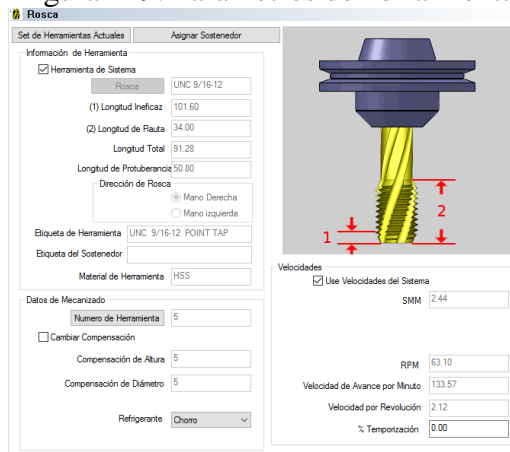 Rosca
Set de Herramientas Actuales
Asignar Sostenedor
Información de Herramienta
Herramienta de Sistema
Rosca
UNC 9/16-12
(1) Longitud Ineficaz
101.60
(2) Longitud de Flauta
34.00
Longitud Total
91.28
Longitud de Protuberancia
50.80
Dirección de Rosca
Mano Derecha
Mano izquierda
Etiqueta de Herramienta
UNC 9/16-12 POINT TAP
Etiqueta del Sostenedor
Material de Herramienta
HSS
Datos de Mecanizado
Numero de Herramienta
5
Cambiar Compensación
Compensación de Altura
5
Compensación de Diámetro
5
Refrigerante
Chorro
1
2
Velocidades
Use Velocidades del Sistema
SMM
2.44
RPM
63.10
Velocidad de Avance por Minuto
133.57
Velocidad por Revolución
2.12
% Temporización
0.00